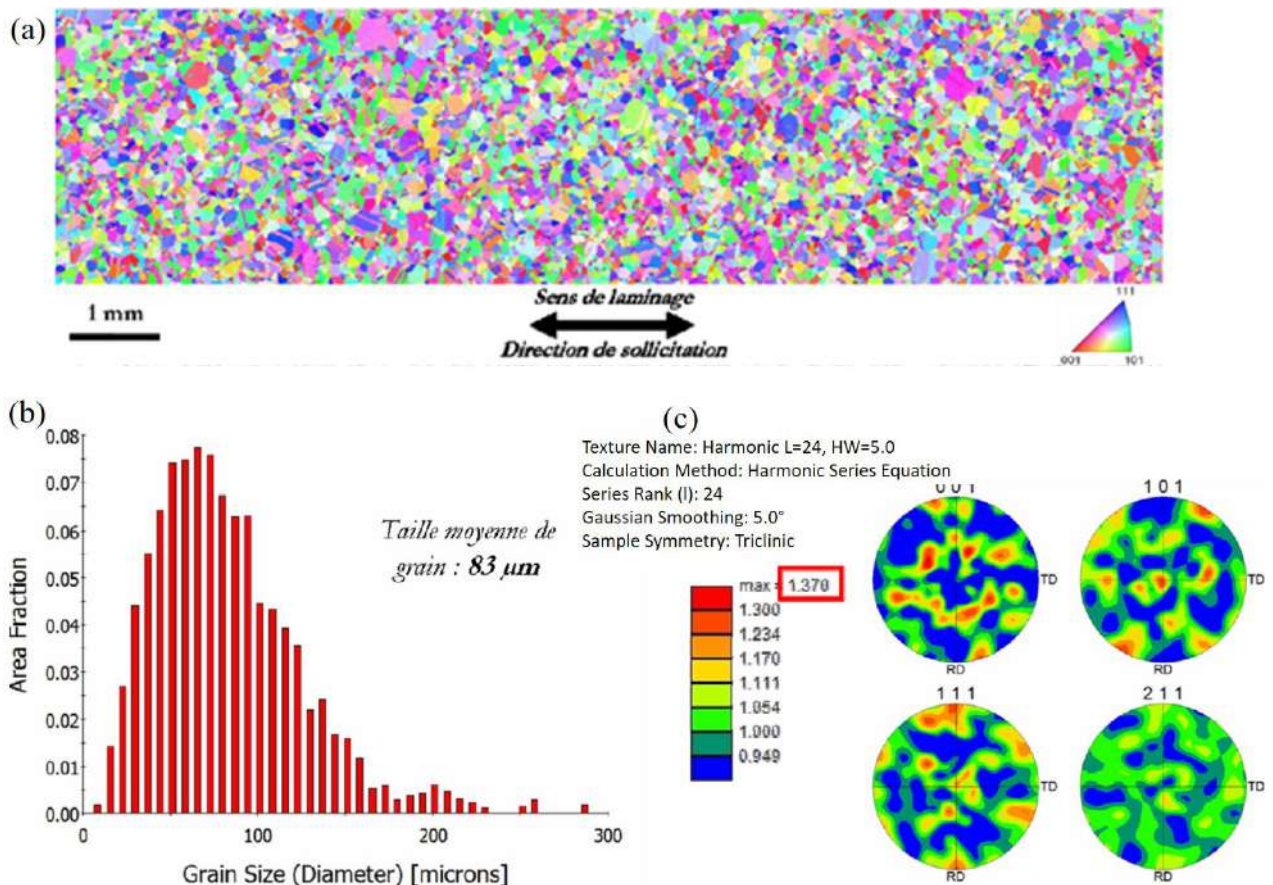 (a)
1 mm
Sens de laminage
Direction de sollicitation
111
001
101
(b)
0.08
0.07
0.06
0.05
0.04
0.03
0.02
0.01
0.00
Area Fraction
Taille moyenne de
grain : 83 µm
0
100
200
300
Grain Size (Diameter) [microns]
(c)
Texture Name: Harmonic L=24, HW=5.0
Calculation Method: Harmonic Series Equation
Series Rank (l): 24
Gaussian Smoothing: 5.0°
Sample Symmetry: Triclinic
max = 1.370
1.300
1.234
1.170
1.111
1.054
1.000
0.949
0 0 1
TD
RD
1 0 1
TD
RD
1 1 1
TD
RD
2 1 1
TD
RD